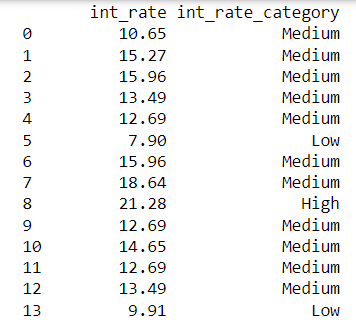 int_rate int_rate_category
0 10.65 Medium
1 15.27 Medium
2 15.96 Medium
3 13.49 Medium
4 12.69 Medium
5 7.90 Low
6 15.96 Medium
7 18.64 Medium
8 21.28 High
9 12.69 Medium
10 14.65 Medium
11 12.69 Medium
12 13.49 Medium
13 9.91 Low